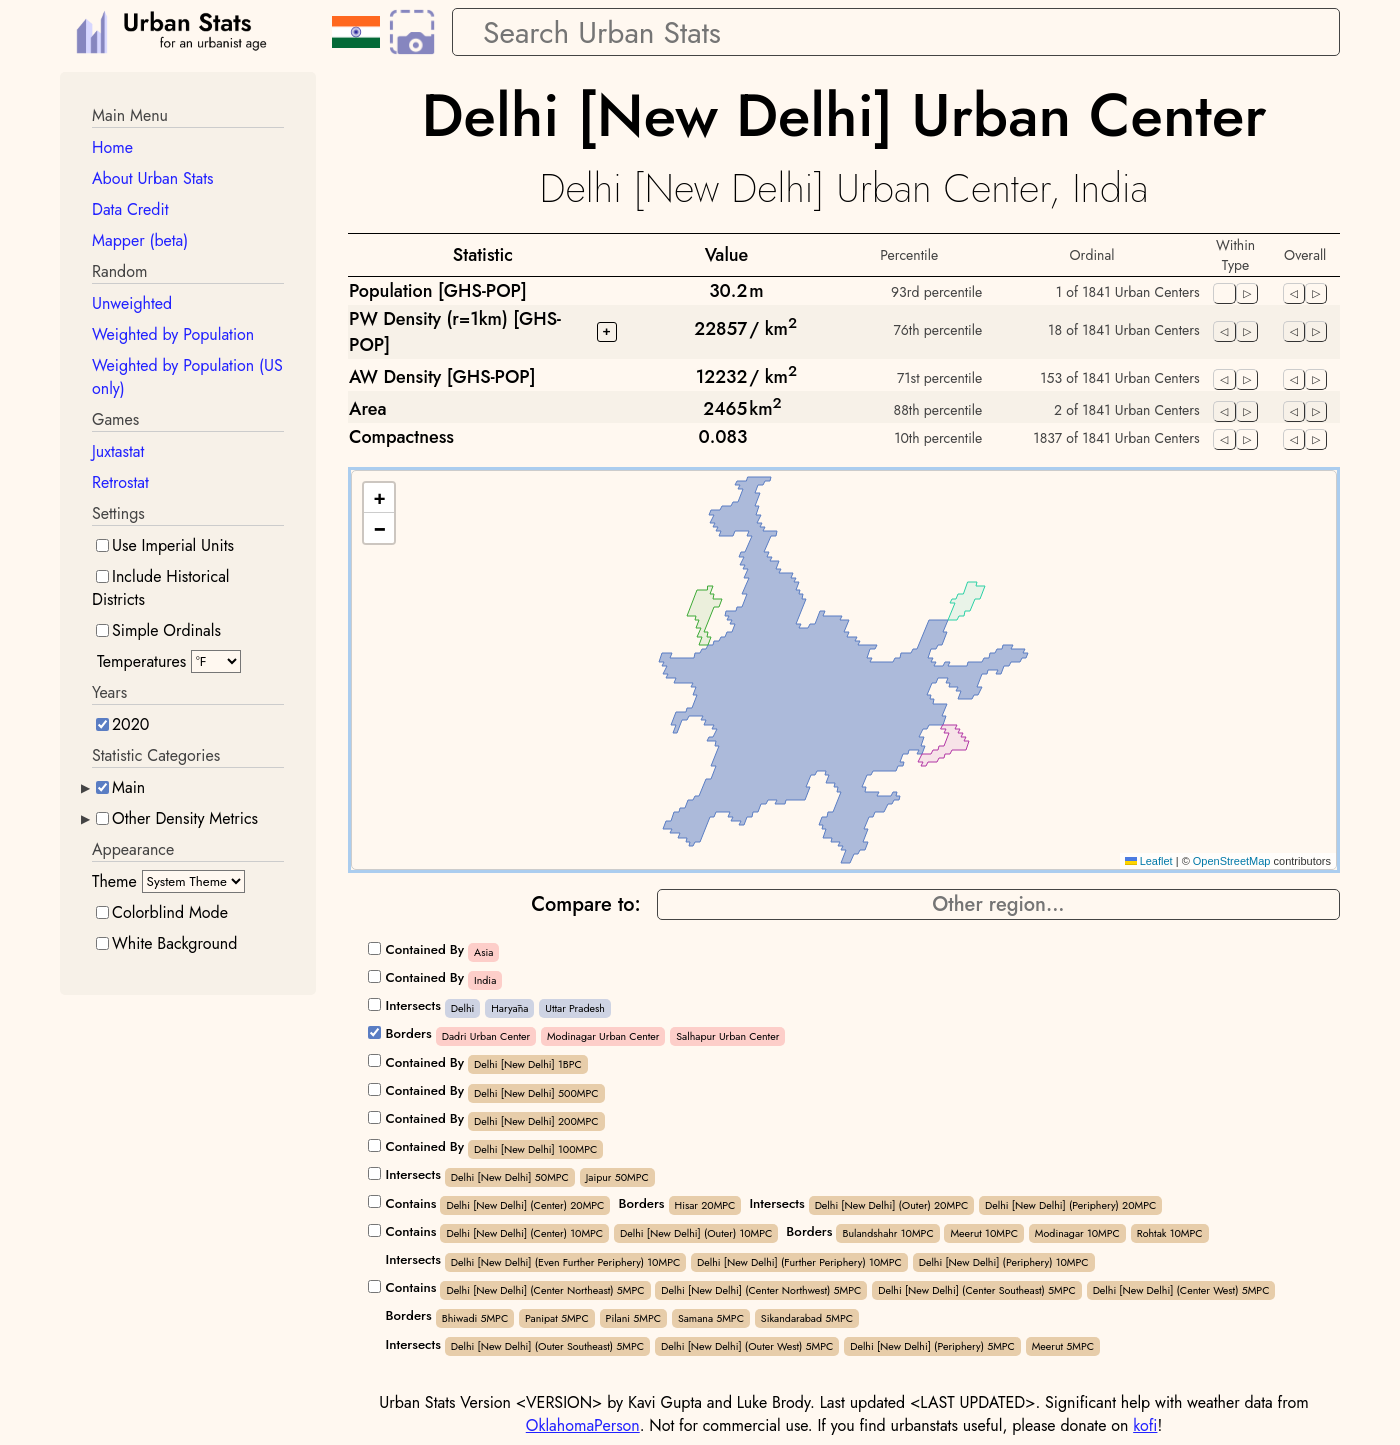 Urban Stats
for an urbanist age
Search Urban Stats
Main Menu
Home
About Urban Stats
Data Credit
Mapper (beta)
Random
Unweighted
Weighted by Population
Weighted by Population (US
only)
Games
Juxtastat
Retrostat
Settings
Use Imperial Units
Include Historical
Districts
Simple Ordinals
Temperatures °F
Years
2020
Statistic Categories
Main
Other Density Metrics
Appearance
Theme System Theme
Colorblind Mode
White Background
Delhi [New Delhi] Urban Center
Delhi [New Delhi] Urban Center, India
Statistic Value Percentile Ordinal Within Type Overall
Population [GHS-POP] 30.2 m 93rd percentile 1 of 1841 Urban Centers
PW Density (r=1km) [GHS-POP] + 22857 / km² 76th percentile 18 of 1841 Urban Centers
AW Density [GHS-POP] 12232 / km² 71st percentile 153 of 1841 Urban Centers
Area 2465 km² 88th percentile 2 of 1841 Urban Centers
Compactness 0.083 10th percentile 1837 of 1841 Urban Centers
+
−
Leaflet | © OpenStreetMap contributors
Compare to: Other region...
Contained By Asia
Contained By India
Intersects Delhi Haryāna Uttar Pradesh
Borders Dadri Urban Center Modinagar Urban Center Salhapur Urban Center
Contained By Delhi [New Delhi] 1BPC
Contained By Delhi [New Delhi] 500MPC
Contained By Delhi [New Delhi] 200MPC
Contained By Delhi [New Delhi] 100MPC
Intersects Delhi [New Delhi] 50MPC Jaipur 50MPC
Contains Delhi [New Delhi] (Center) 20MPC Borders Hisar 20MPC Intersects Delhi [New Delhi] (Outer) 20MPC Delhi [New Delhi] (Periphery) 20MPC
Contains Delhi [New Delhi] (Center) 10MPC Delhi [New Delhi] (Outer) 10MPC Borders Bulandshahr 10MPC Meerut 10MPC Modinagar 10MPC Rohtak 10MPC
Intersects Delhi [New Delhi] (Even Further Periphery) 10MPC Delhi [New Delhi] (Further Periphery) 10MPC Delhi [New Delhi] (Periphery) 10MPC
Contains Delhi [New Delhi] (Center Northeast) 5MPC Delhi [New Delhi] (Center Northwest) 5MPC Delhi [New Delhi] (Center Southeast) 5MPC Delhi [New Delhi] (Center West) 5MPC
Borders Bhiwadi 5MPC Panipat 5MPC Pilani 5MPC Samana 5MPC Sikandarabad 5MPC
Intersects Delhi [New Delhi] (Outer Southeast) 5MPC Delhi [New Delhi] (Outer West) 5MPC Delhi [New Delhi] (Periphery) 5MPC Meerut 5MPC
Urban Stats Version <VERSION> by Kavi Gupta and Luke Brody. Last updated <LAST UPDATED>. Significant help with weather data from
OklahomaPerson. Not for commercial use. If you find urbanstats useful, please donate on kofi!